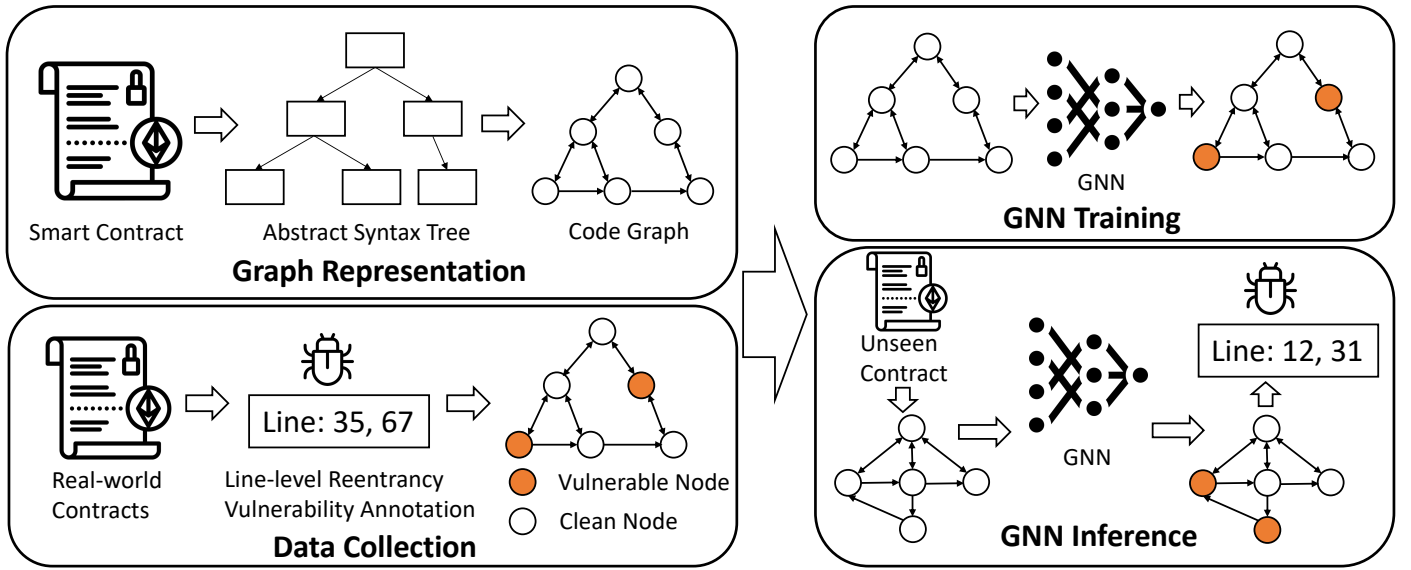 Smart Contract
Abstract Syntax Tree
Code Graph
Graph Representation
Line: 35, 67
Real-world
Contracts
Line-level Reentrancy
Vulnerability Annotation
Vulnerable Node
Clean Node
Data Collection
GNN
GNN Training
Unseen
Contract
GNN
Line: 12, 31
GNN Inference